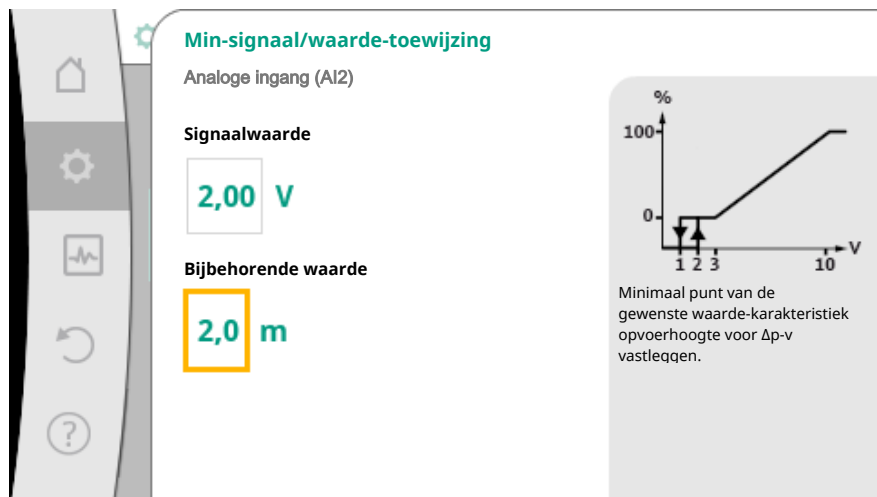 Min-signaal/waarde-toewijzing
Analoge ingang (AI2)
Signaalwaarde
2,00 V
Bijbehorende waarde
2,0 m
%
100
0
1 2 3 10 V
Minimaal punt van de
gewenste waarde-karakteristiek
opvoerhoogte voor Δp-v
vastleggen.
?